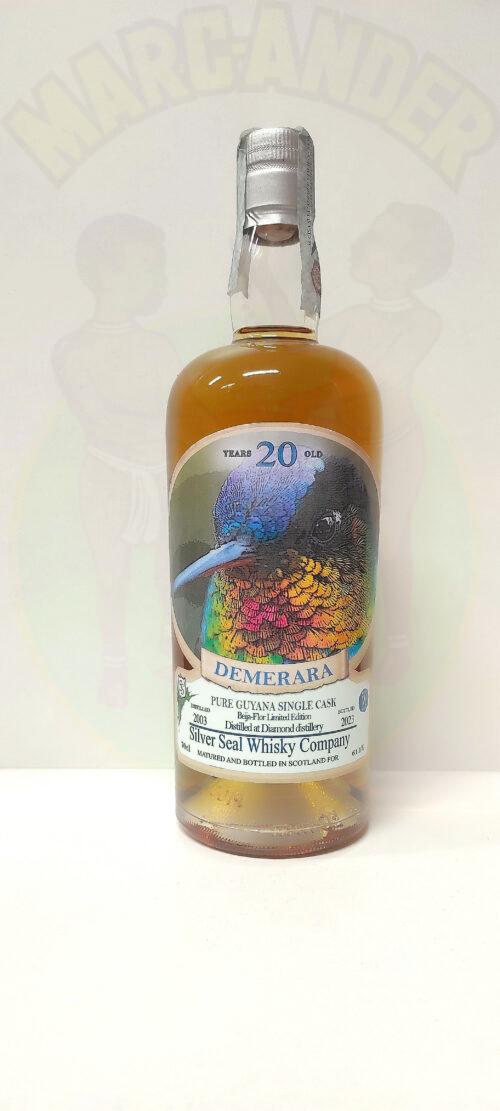 MARC-ANDER
YEARS 20 OLD
DEMERARA
PURE GUYANA SINGLE CASK
DISTILLED
2003
Beija-Flor Limited Edition
BOTTLED
2023
Distilled at Diamond distillery
Silver Seal Whisky Company
70cl
MATURED AND BOTTLED IN SCOTLAND FOR